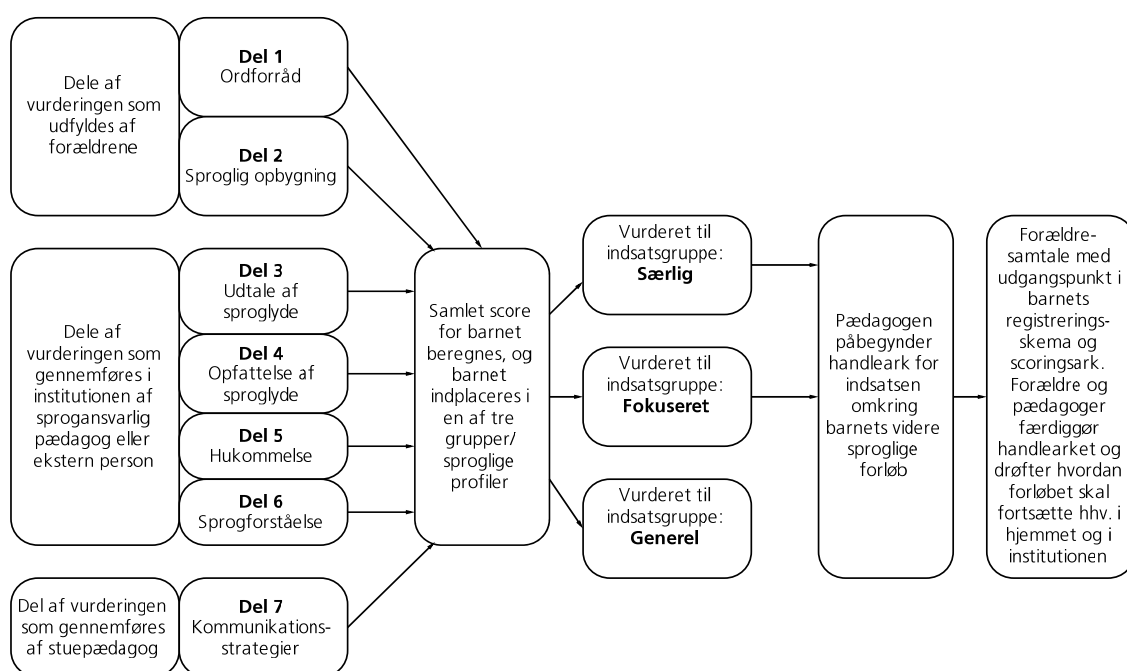 Dele af
vurderingen som
udfyldes af
forældrene
Del 1
Ordforråd
Del 2
Sproglig opbygning
Dele af
vurderingen som
gennemføres i
institutionen af
sprogansvarlig
pædagog eller
ekstern person
Del 3
Udtale af
sproglyde
Del 4
Opfattelse af
sproglyde
Del 5
Hukommelse
Del 6
Sprogforståelse
Del af vurderingen
som gennemføres
af stuepædagog
Del 7
Kommunikations-
strategier
Samlet score
for barnet
beregnes, og
barnet
indplaceres i
en af tre
grupper/
sproglige
profiler
Vurderet til
indsatsgruppe:
Særlig
Vurderet til
indsatsgruppe:
Fokuseret
Vurderet til
indsatsgruppe:
Generel
Pædagogen
påbegynder
handleark for
indsatsen
omkring
barnets videre
sproglige
forløb
Forældre-
samtale med
udgangspunkt i
barnets
registrerings-
skema og
scoringsark.
Forældre og
pædagoger
færdiggør
handlearket og
drøfter hvordan
forløbet skal
fortsætte hhv. i
hjemmet og i
institutionen